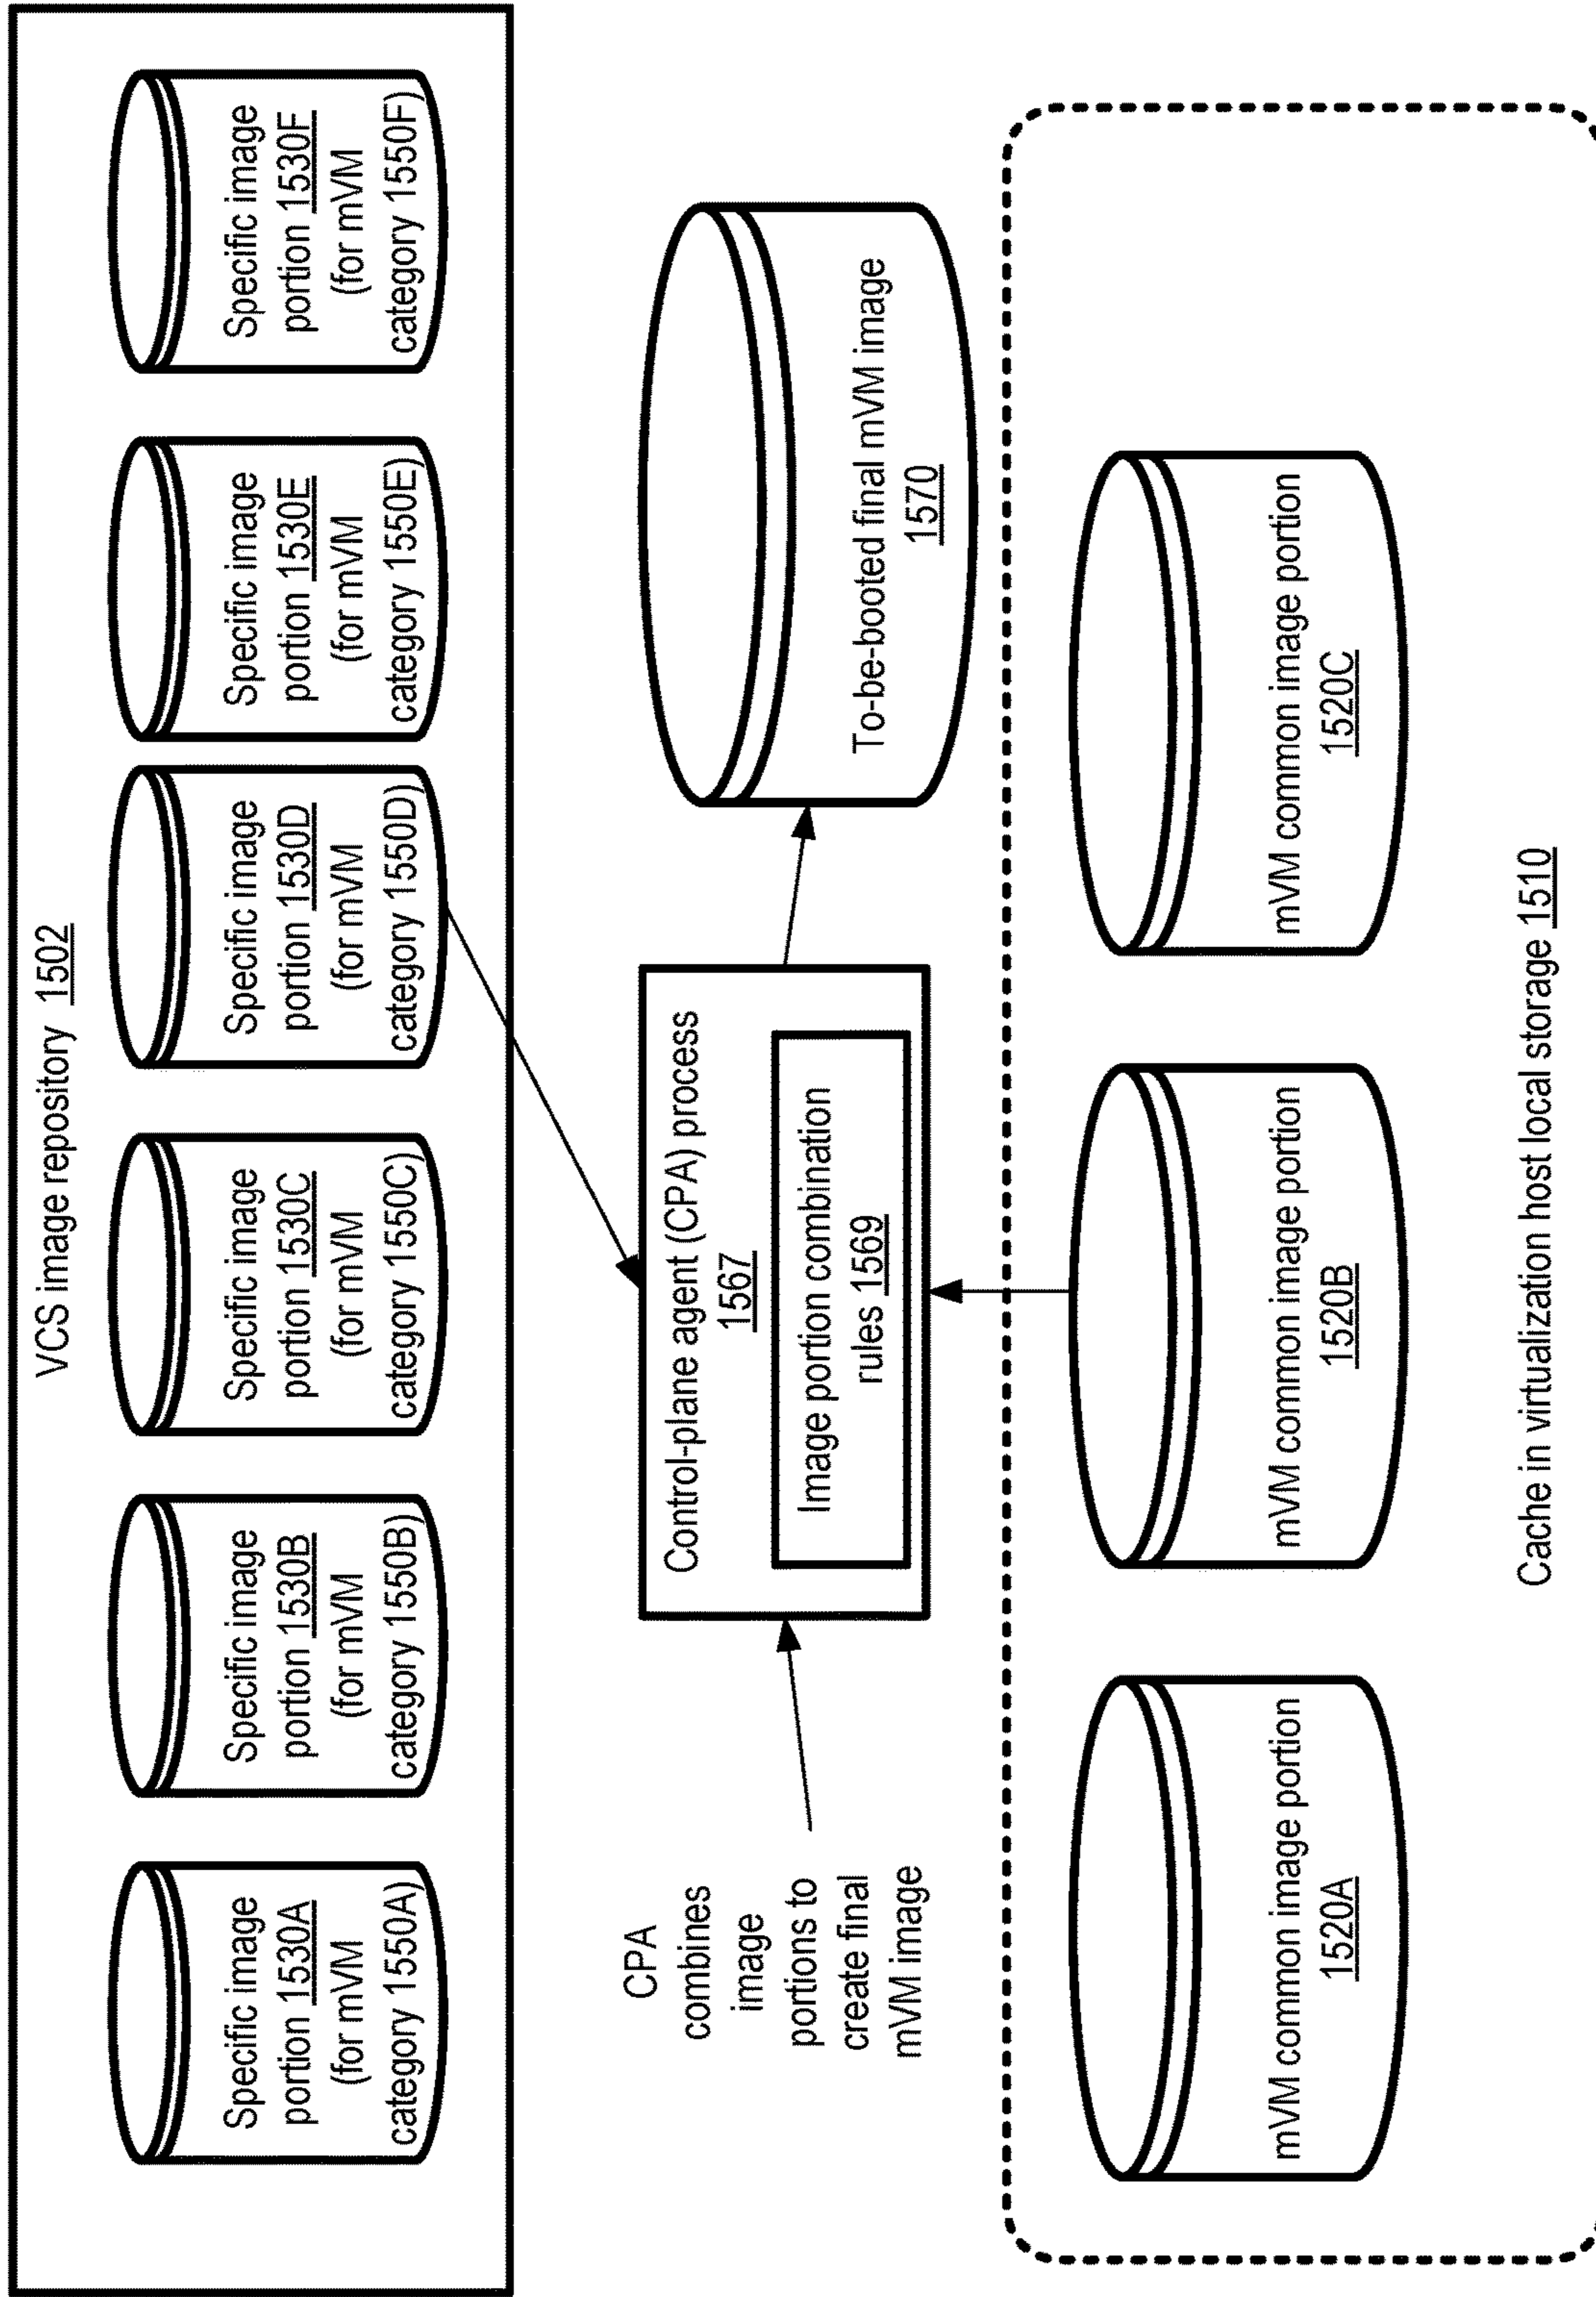 VCS image repository 1502
Specific image
portion 1530A
(for mVM
category 1550A)
Specific image
portion 1530B
(for mVM
category 1550B)
Specific image
portion 1530C
(for mVM
category 1550C)
Specific image
portion 1530D
(for mVM
category 1550D)
Specific image
portion 1530E
(for mVM
category 1550E)
Specific image
portion 1530F
(for mVM
category 1550F)
CPA
combines
image
portions to
create final
mVM image
Control-plane agent (CPA) process
1567
Image portion combination
rules 1569
To-be-booted final mVM image
1570
mVM common image portion
1520A
mVM common image portion
1520B
mVM common image portion
1520C
Cache in virtualization host local storage 1510